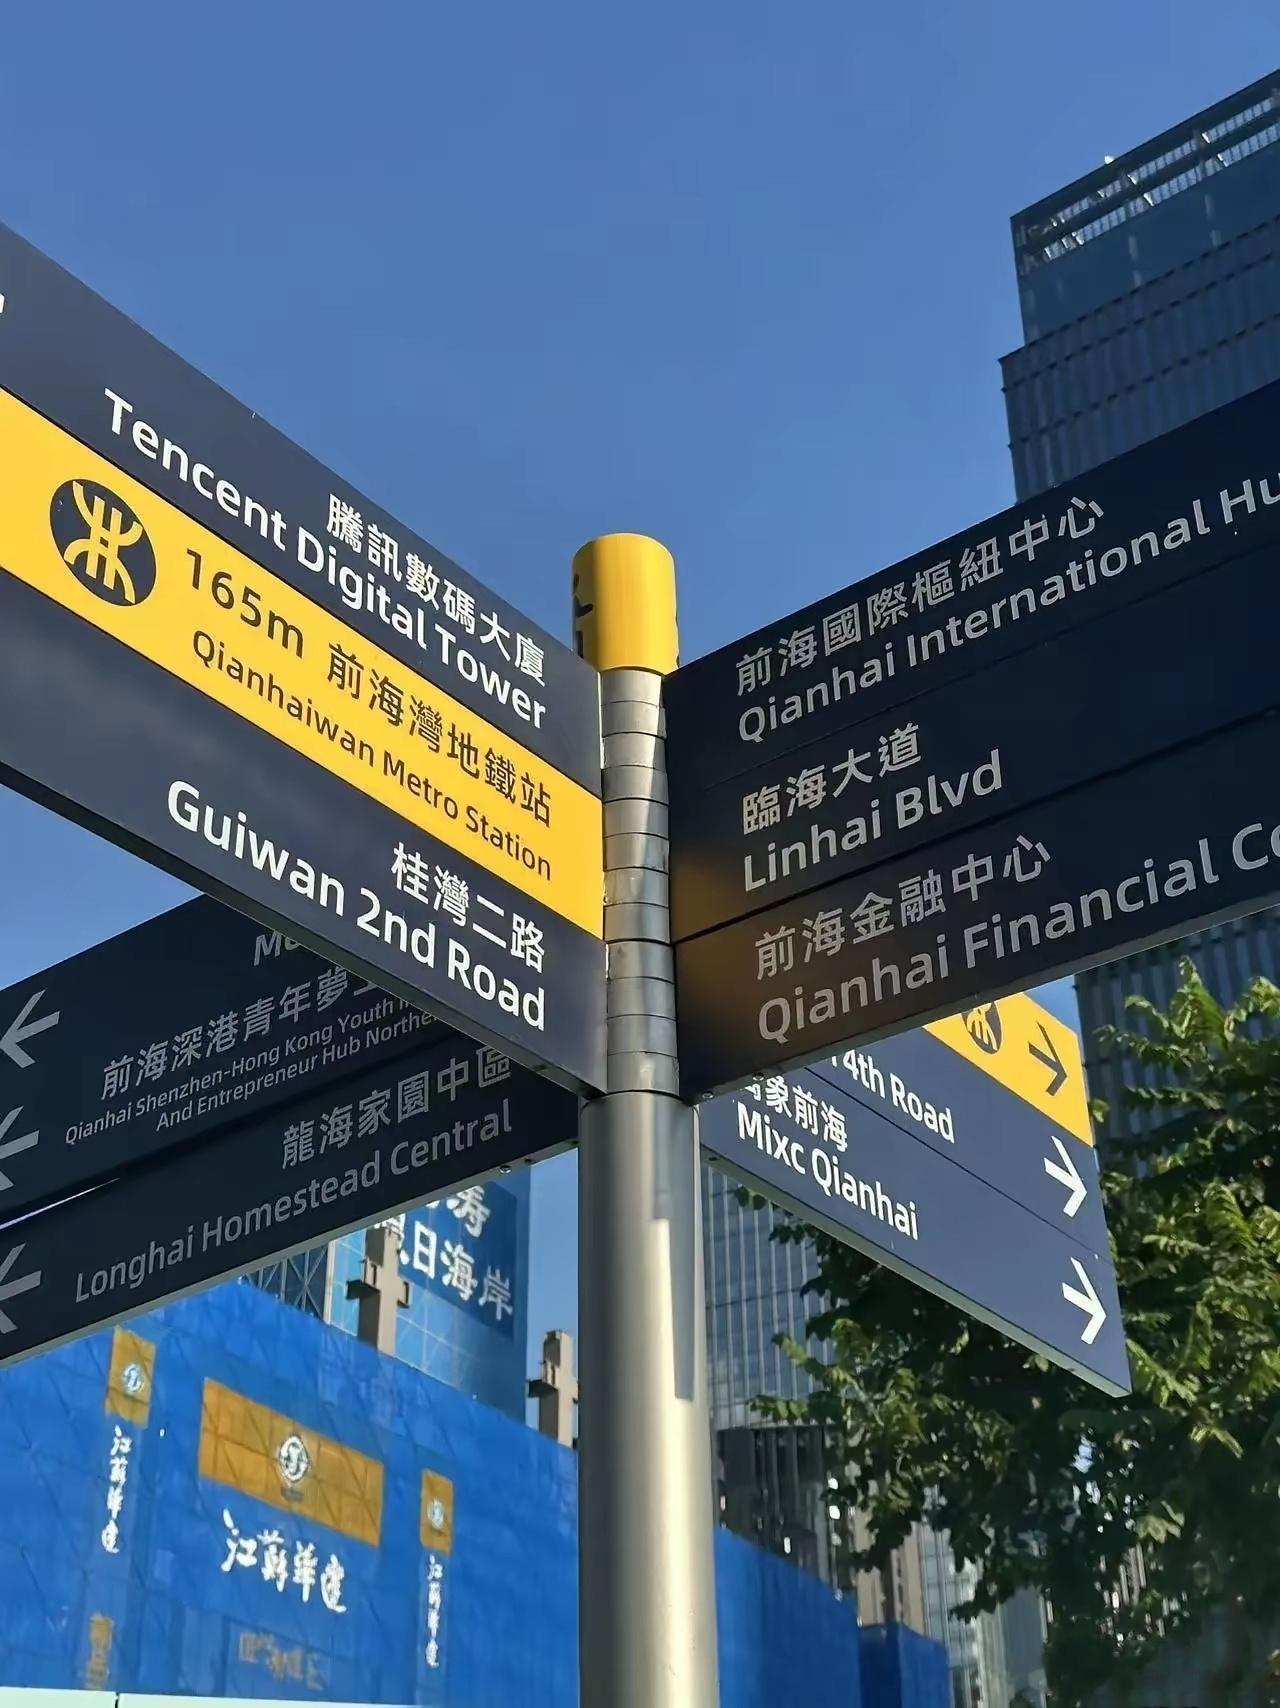 騰訊數碼大廈
Tencent Digital Tower
165m 前海灣地鐵站
Qianhaiwan Metro Station
桂灣二路
Guiwan 2nd Road
前海國際樞紐中心
Qianhai International
臨海大道
Linhai Blvd
前海金融中心
Qianhai Financial
前海深港青年夢
Qianhai Shenzhen-Hong Kong Youth
And Entrepreneur Hub
龍海家園中區
Longhai Homestead Central
14th Road
萬象前海
Mixc Qianhai
日海岸
江蘇華建
江蘇華建
江蘇華建